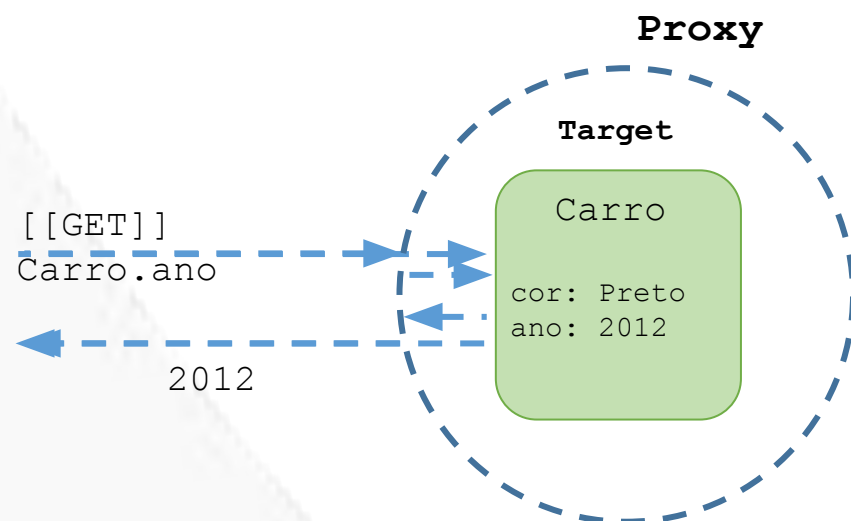 Proxy
Target
Carro
[[GET]]
Carro.ano
cor: Preto
ano: 2012
2012